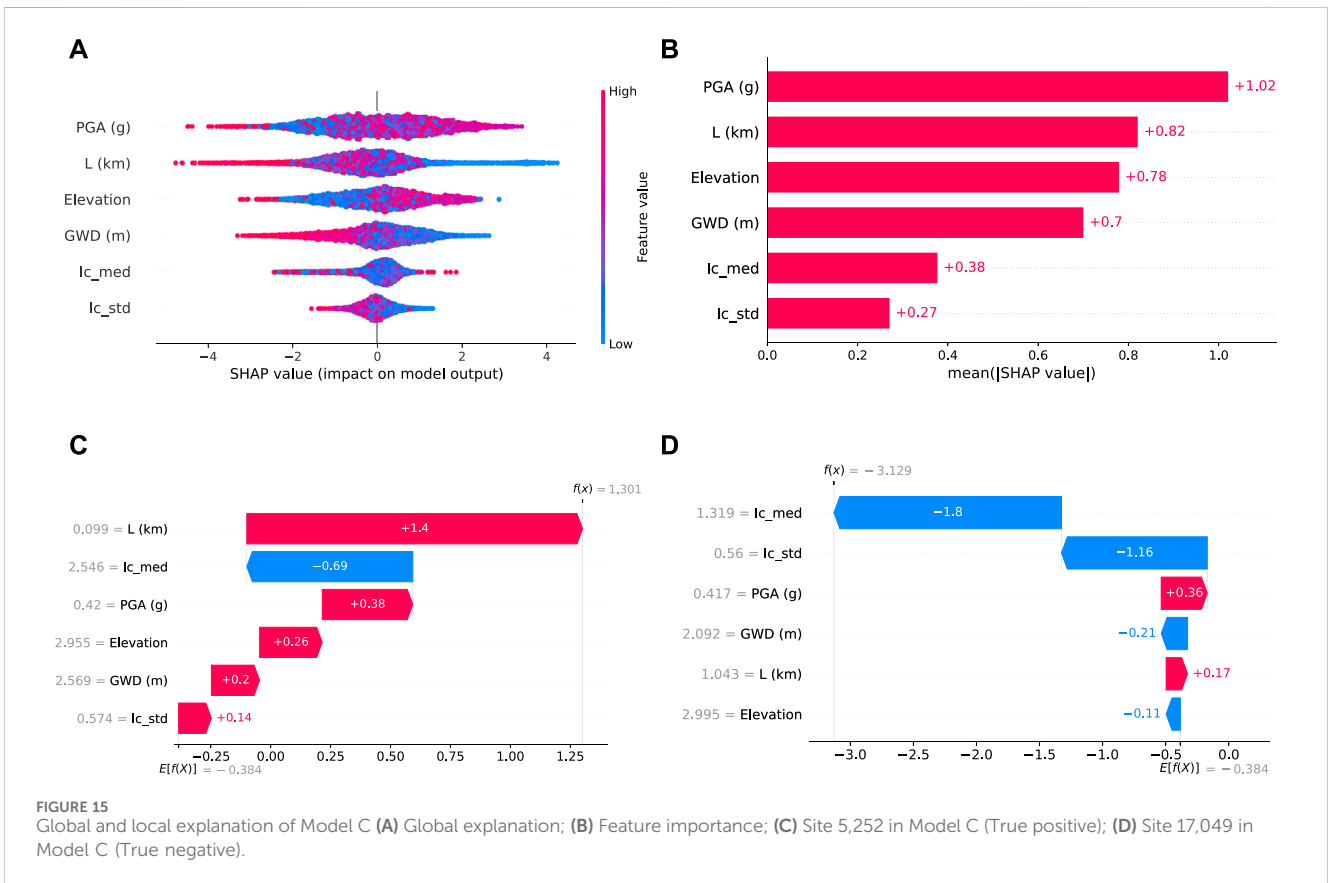 A
High
PGA (g)
L (km)
Elevation
GWD (m)
Ic_med
Ic_std
Feature value
Low
−4 −2 0 2 4
SHAP value (impact on model output)
B
PGA (g) +1.02
L (km) +0.82
Elevation +0.78
GWD (m) +0.7
Ic_med +0.38
Ic_std +0.27
0.0 0.2 0.4 0.6 0.8 1.0
mean(|SHAP value|)
C
f(x) = 1.301
0.099 = L (km) +1.4
2.546 = Ic_med −0.69
0.42 = PGA (g) +0.38
2.955 = Elevation +0.26
2.569 = GWD (m) +0.2
0.574 = Ic_std +0.14
−0.25 0.00 0.25 0.50 0.75 1.00 1.25
E[f(X)] = −0.384
D
f(x) = −3.129
1.319 = Ic_med −1.8
0.56 = Ic_std −1.16
0.417 = PGA (g) +0.36
2.092 = GWD (m) −0.21
1.043 = L (km) +0.17
2.995 = Elevation −0.11
−3.0 −2.5 −2.0 −1.5 −1.0 −0.5 0.0
E[f(X)] = −0.384
FIGURE 15
Global and local explanation of Model C (A) Global explanation; (B) Feature importance; (C) Site 5,252 in Model C (True positive); (D) Site 17,049 in
Model C (True negative).